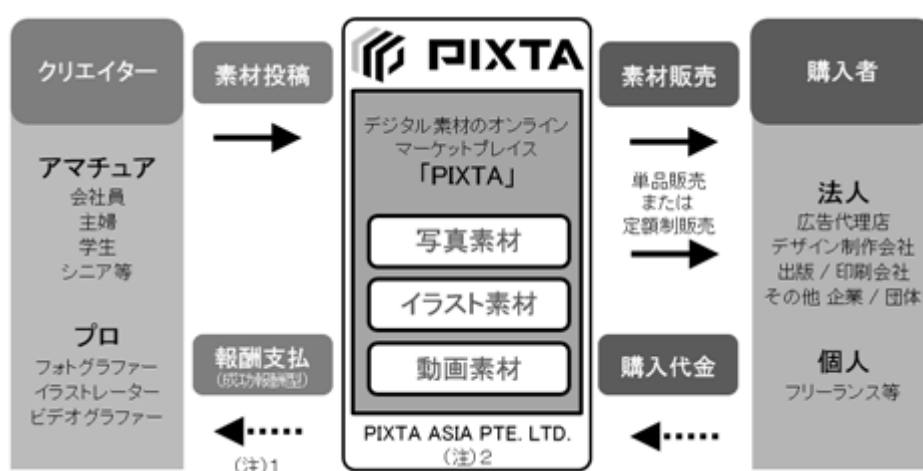 クリエイター
アマチュア
会社員
主婦
学生
シニア等
プロ
フォトグラファー
イラストレーター
ビデオグラファー
素材投稿
報酬支払
(成功報酬型)
(注)1
PIXTA
デジタル素材のオンライン
マーケットプレイス
「PIXTA」
写真素材
イラスト素材
動画素材
PIXTA ASIA PTE. LTD.
(注)2
素材販売
単品販売
または
定額制販売
購入代金
購入者
法人
広告代理店
デザイン制作会社
出版 / 印刷会社
その他 企業 / 団体
個人
フリーランス等